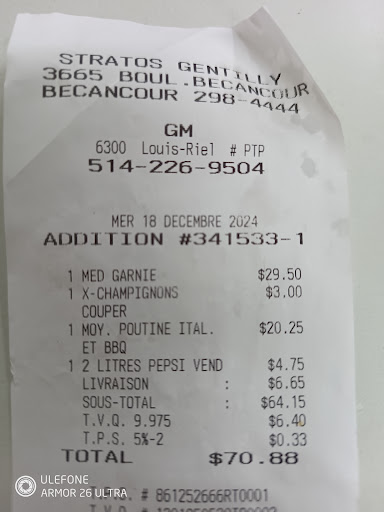 STRATOS GENTILLY
3665 BOUL.BECANCOUR
BECANCOUR 298-4444
GM
6300 Louis-Riel # PTP
514-226-9504
MER 18 DECEMBRE 2024
ADDITION #341533-1
1 MED GARNIE $29.50
1 X-CHAMPIGNONS $3.00
COUPER
1 MOY. POUTINE ITAL. $20.25
ET BBQ
1 2 LITRES PEPSI VEND $4.75
LIVRAISON : $6.65
SOUS-TOTAL : $64.15
T.V.Q. 9.975 $6.40
T.P.S. 5%-2 $0.33
TOTAL $70.88
# 861252666RT0001
ULEFONE
ARMOR 26 ULTRA